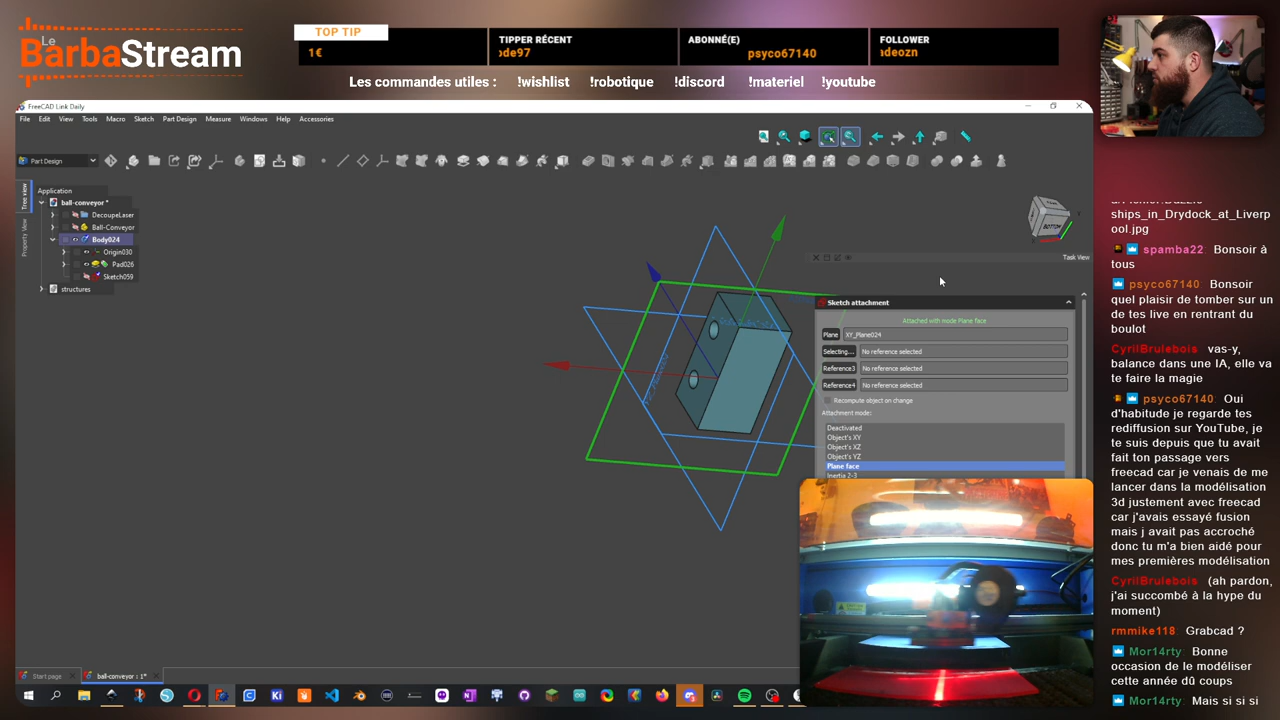 Le
BarbaStream
TOP TIP
1€
TIPPER RÉCENT
ode97
ABONNÉ(E)
psyco67140
FOLLOWER
adeozn
Les commandes utiles :
!wishlist
!robotique
!discord
!materiel
!youtube
FreeCAD Link Daily
File Edit View Tools Macro Sketch Part Design Measure Windows Help Accessories
Part Design
Tree view
Property View
Application
ball-conveyor *
DecoupeLaser
Ball-Conveyor
Body024
Origin030
Pad026
Sketch059
structures
BOTTOM
Task View
Sketch attachment
Attached with mode Plane face
Plane XY_Plane024
Selecting... No reference selected
Reference3 No reference selected
Reference4 No reference selected
Recompute object on change
Attachment mode:
Deactivated
Object's XY
Object's XZ
Object's YZ
Plane face
Inertia 2-3
Start page
ball-conveyor : 1*
ships_in_Drydock_at_Liverp
ool.jpg
spamba22: Bonsoir à
tous
psyco67140: Bonsoir
quel plaisir de tomber sur un
de tes live en rentrant du
boulot
CyrilBrulebois: vas-y,
balance dans une IA, elle va
te faire la magie
psyco67140: Oui
d'habitude je regarde tes
rediffusion sur YouTube, je
te suis depuis que tu avait
fait ton passage vers
freecad car je venais de me
lancer dans la modélisation
3d justement avec freecad
car j'avais essayé fusion
mais j avait pas accroché
donc tu m'a bien aidé pour
mes premières modélisation
CyrilBrulebois: (ah pardon,
j'ai succombé à la hype du
moment)
rmmike118: Grabcad ?
Mor14rty: Bonne
occasion de le modéliser
cette année dû coups
Mor14rty: Mais si si si